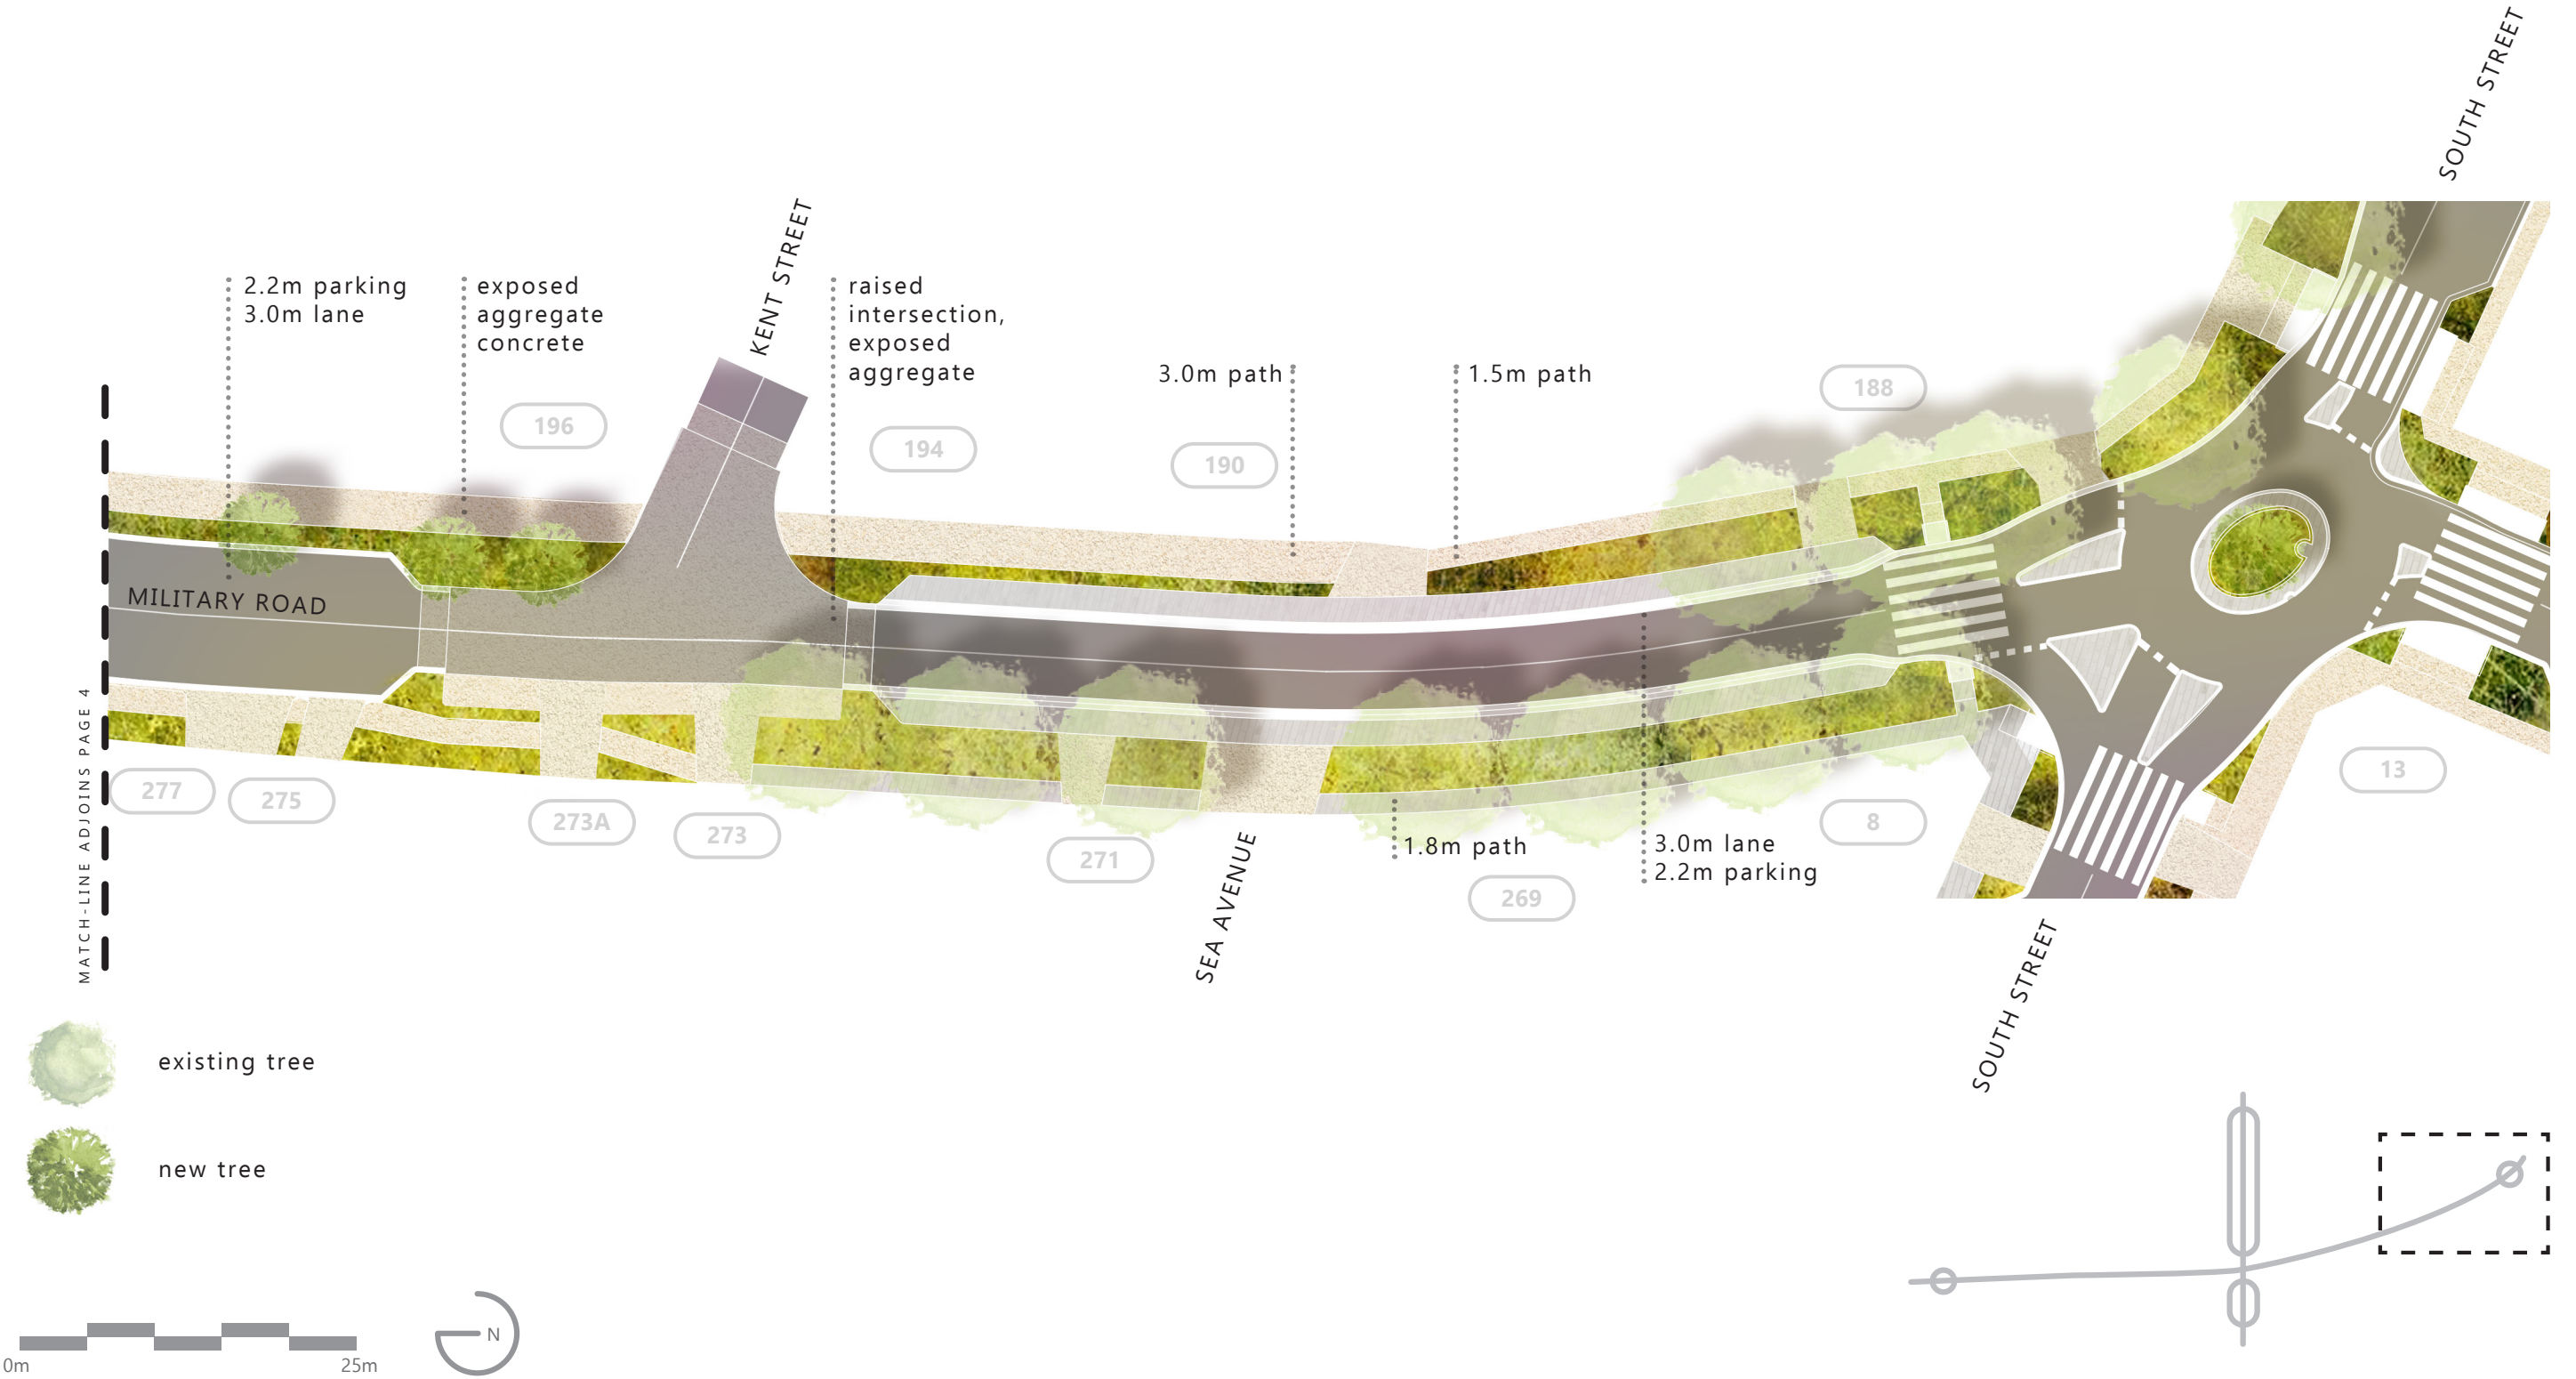 SOUTH STREET
KENT STREET
2.2m parking
3.0m lane
exposed
aggregate
concrete
raised
intersection,
exposed
aggregate
3.0m path
1.5m path
188
196
194
190
MILITARY ROAD
MATCH-LINE ADJOINS PAGE 4
277
275
273A
273
271
269
8
13
1.8m path
3.0m lane
2.2m parking
SEA AVENUE
SOUTH STREET
existing tree
new tree
N
0m
25m